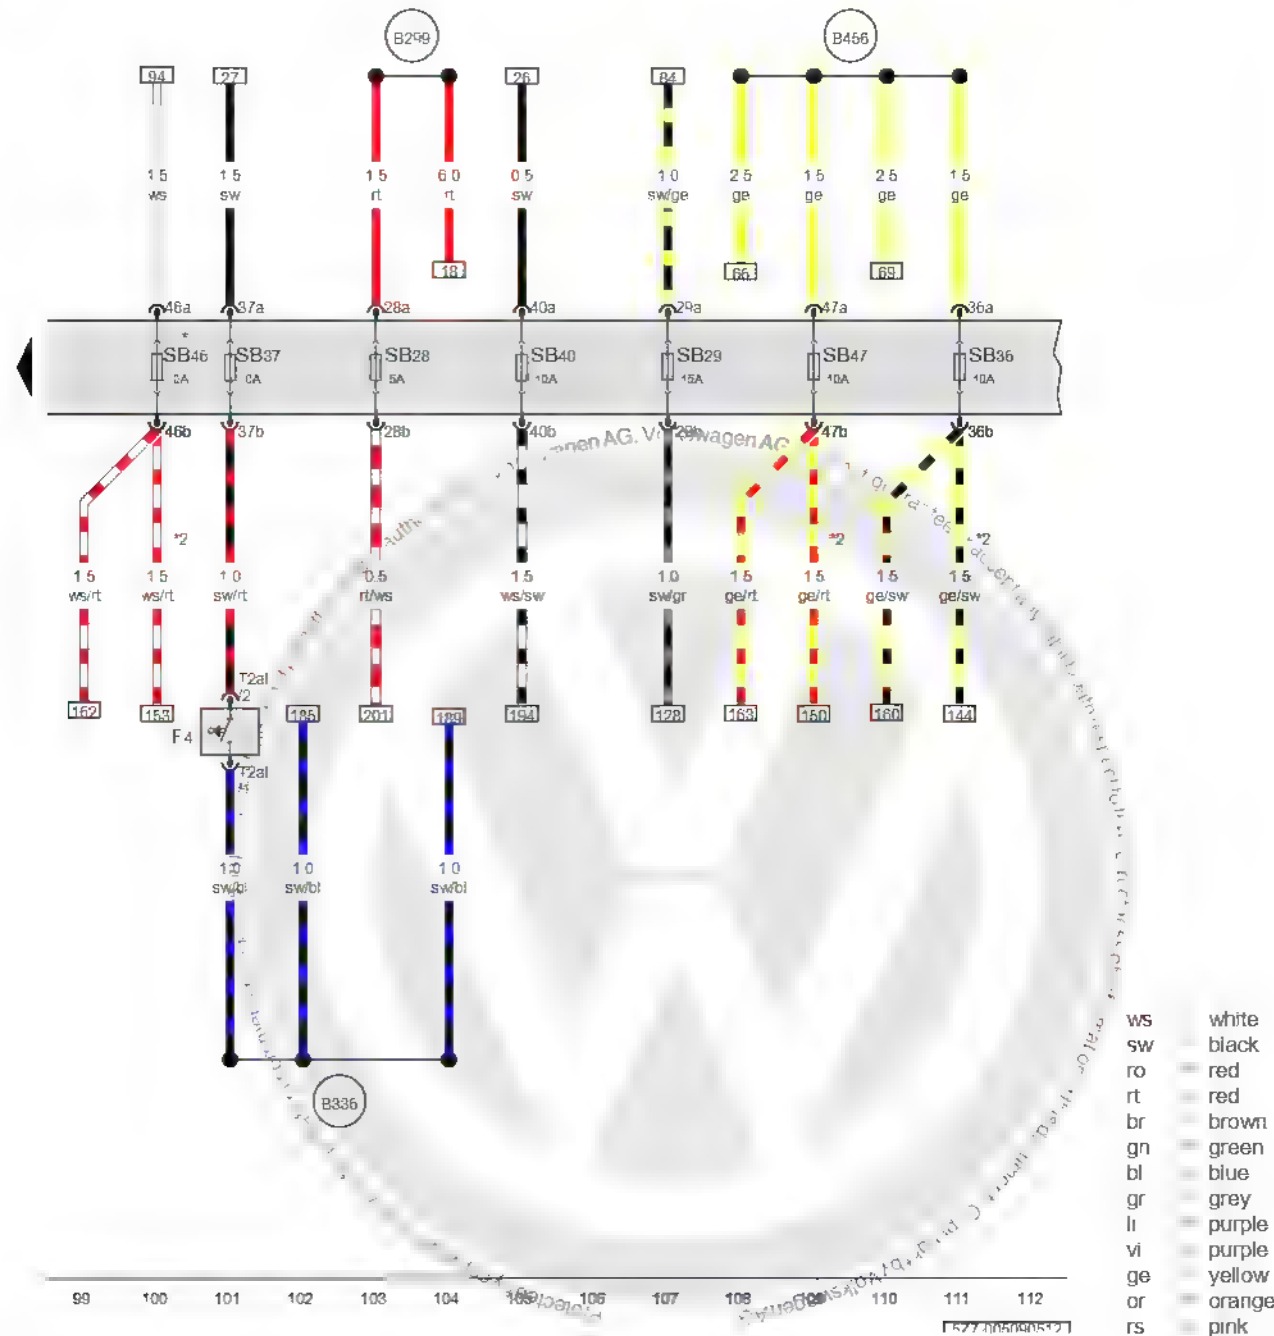 B299 B456
94 27 26 84
1.5 1.5 1.5 6.0 0.5 1.0 2.5 1.5 2.5 1.5
ws sw rt rt sw sw/ge ge ge ge ge
18 66 69
46a 37a 28a 40a 29a 47a 36a
*
SB46 SB37 SB28 SB40 SB29 SB47 SB36
0A 0A 5A 10A 15A 10A 10A
46b 37b 28b 40b 29b 47b 36b
*2 *2 *2
1.5 1.5 1.0 0.5 1.5 1.0 1.5 1.5 1.5 1.5
ws/rt ws/rt sw/rt rt/ws ws/sw sw/gr ge/rt ge/rt ge/sw ge/sw
T2al
/2
162 153 185 201 189 194 128 163 150 160 144
F4
T2al
1.0 1.0 1.0
sw/bl sw/bl sw/bl
B336
ws = white
sw = black
ro = red
rt = red
br = brown
gn = green
bl = blue
gr = grey
li = purple
vi = purple
ge = yellow
or = orange
rs = pink
99 100 101 102 103 104 105 106 107 108 109 110 111 112